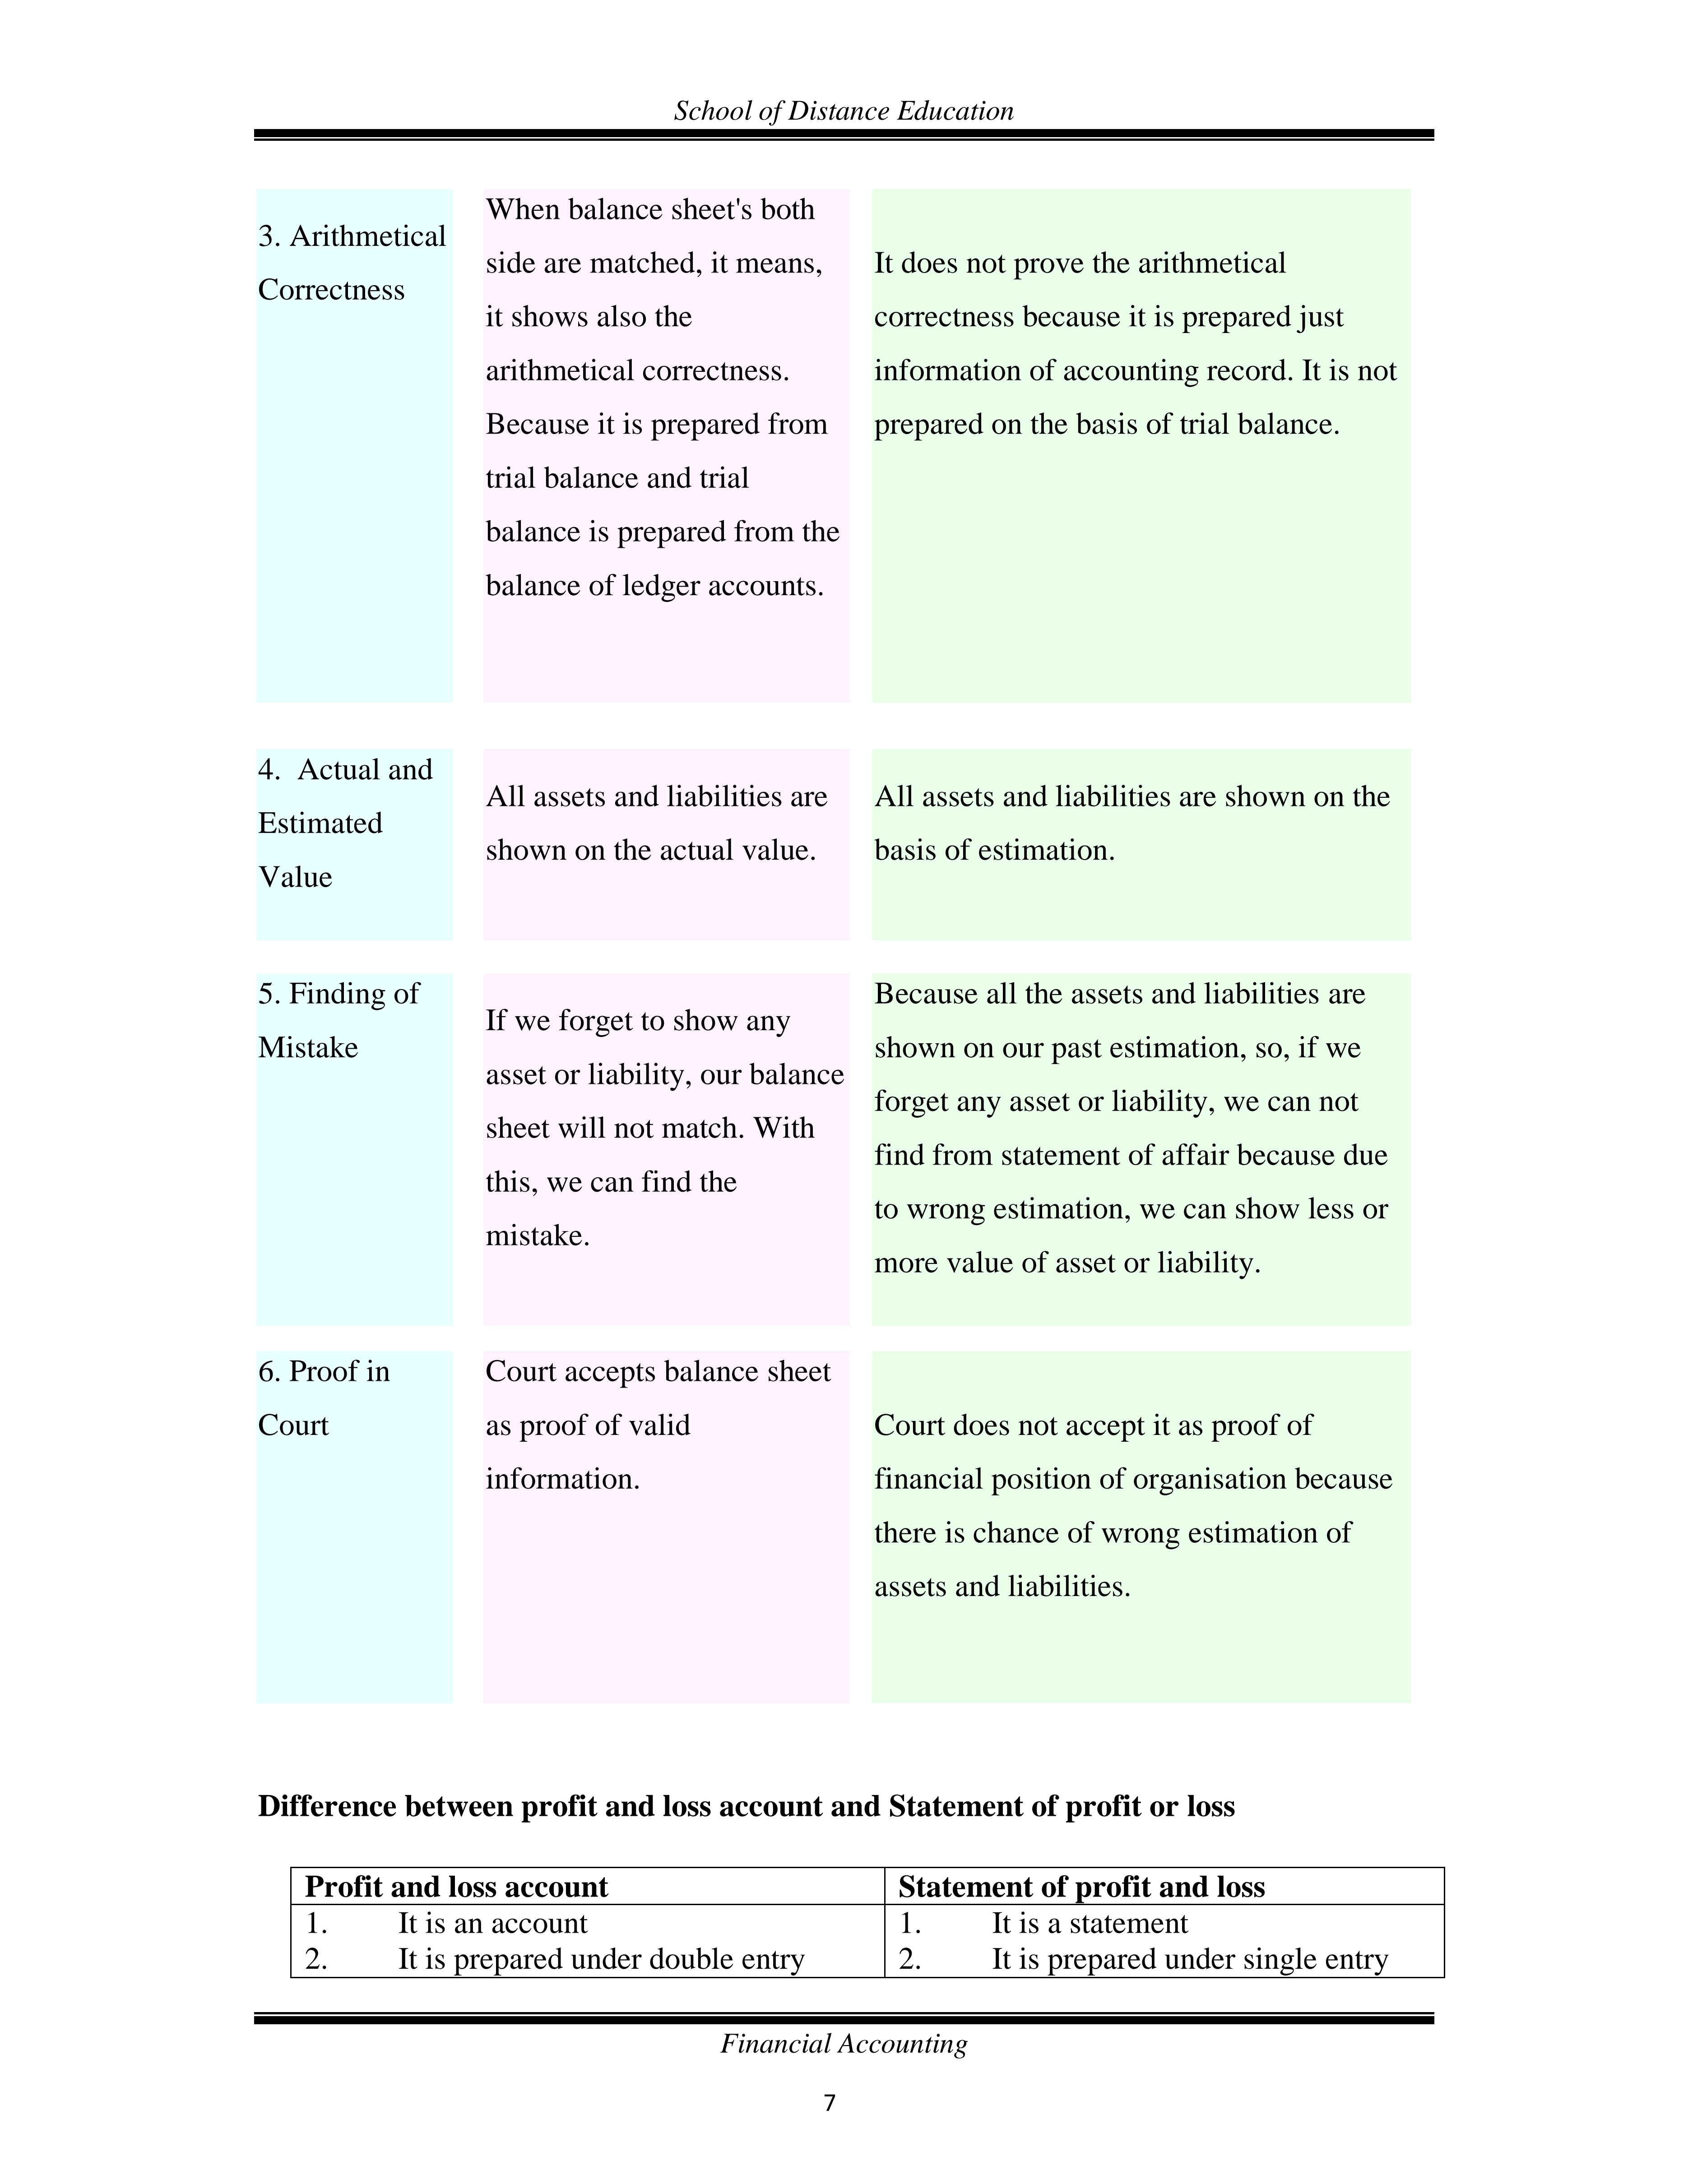 School of Distance Education
3. Arithmetical
Correctness
When balance sheet's both
side are matched, it means,
it shows also the
arithmetical correctness.
Because it is prepared from
trial balance and trial
balance is prepared from the
balance of ledger accounts.
It does not prove the arithmetical
correctness because it is prepared just
information of accounting record. It is not
prepared on the basis of trial balance.
4.  Actual and
Estimated
Value
All assets and liabilities are
shown on the actual value.
All assets and liabilities are shown on the
basis of estimation.
5. Finding of
Mistake
If we forget to show any
asset or liability, our balance
sheet will not match. With
this, we can find the
mistake.
Because all the assets and liabilities are
shown on our past estimation, so, if we
forget any asset or liability, we can not
find from statement of affair because due
to wrong estimation, we can show less or
more value of asset or liability.
6. Proof in
Court
Court accepts balance sheet
as proof of valid
information.
Court does not accept it as proof of
financial position of organisation because
there is chance of wrong estimation of
assets and liabilities.
Difference between profit and loss account and Statement of profit or loss
Profit and loss account
Statement of profit and loss
1. It is an account
2. It is prepared under double entry
1. It is a statement
2. It is prepared under single entry
Financial Accounting
7